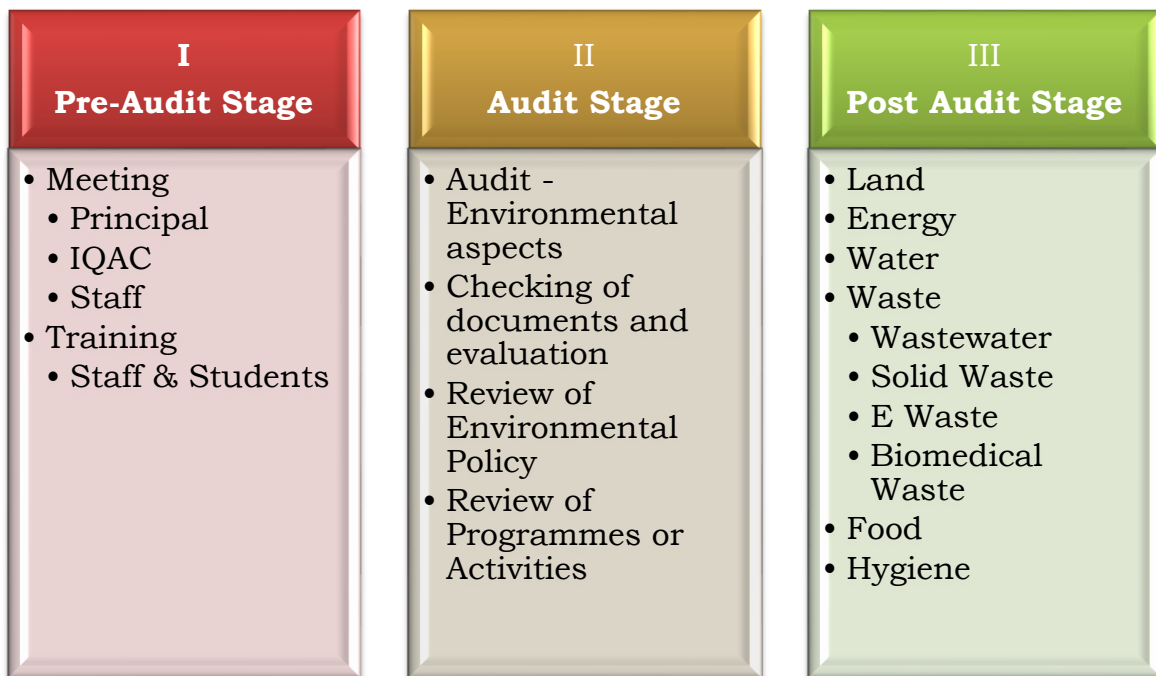 I
Pre-Audit Stage
• Meeting
• Principal
• IQAC
• Staff
• Training
• Staff & Students
II
Audit Stage
• Audit -
Environmental
aspects
• Checking of
documents and
evaluation
• Review of
Environmental
Policy
• Review of
Programmes or
Activities
III
Post Audit Stage
• Land
• Energy
• Water
• Waste
• Wastewater
• Solid Waste
• E Waste
• Biomedical
Waste
• Food
• Hygiene